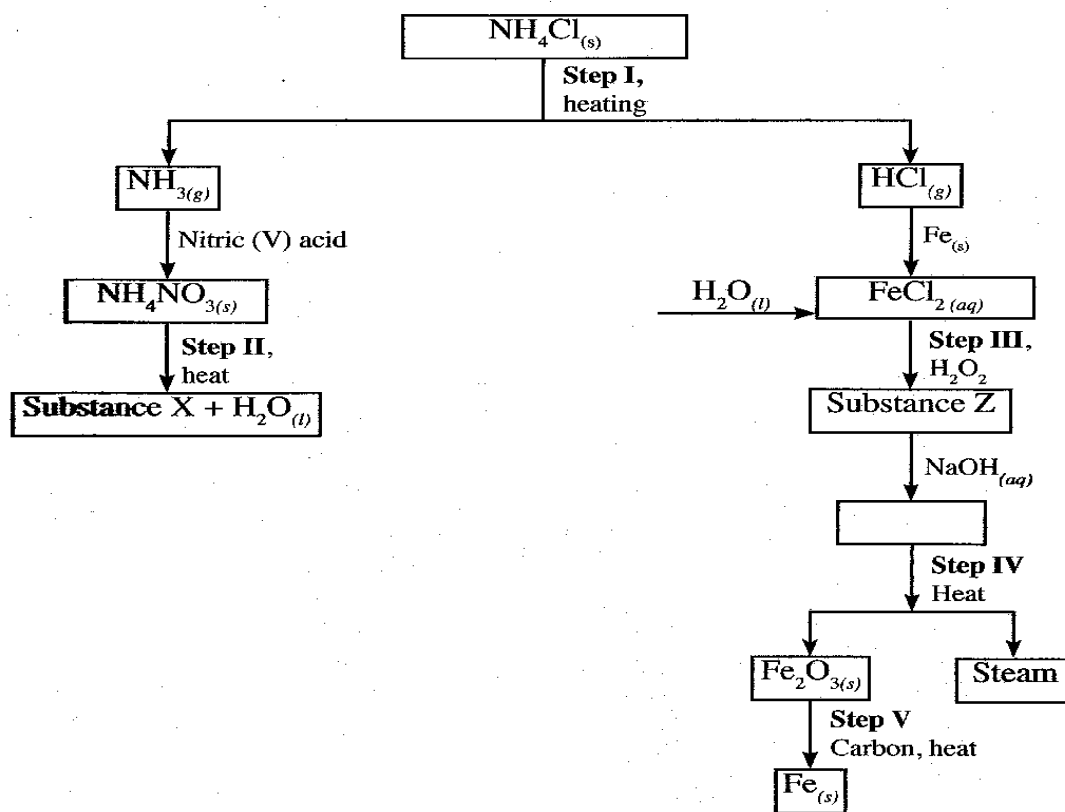 NH₄Cl(s)
Step I,
heating
NH₃(g)
HCl(g)
Nitric (V) acid
Fe(s)
NH₄NO₃(s)
H₂O(l)
FeCl₂(aq)
Step II,
heat
Step III,
H₂O₂
Substance X + H₂O(l)
Substance Z
NaOH(aq)
Step IV
Heat
Fe₂O₃(s)
Steam
Step V
Carbon, heat
Fe(s)